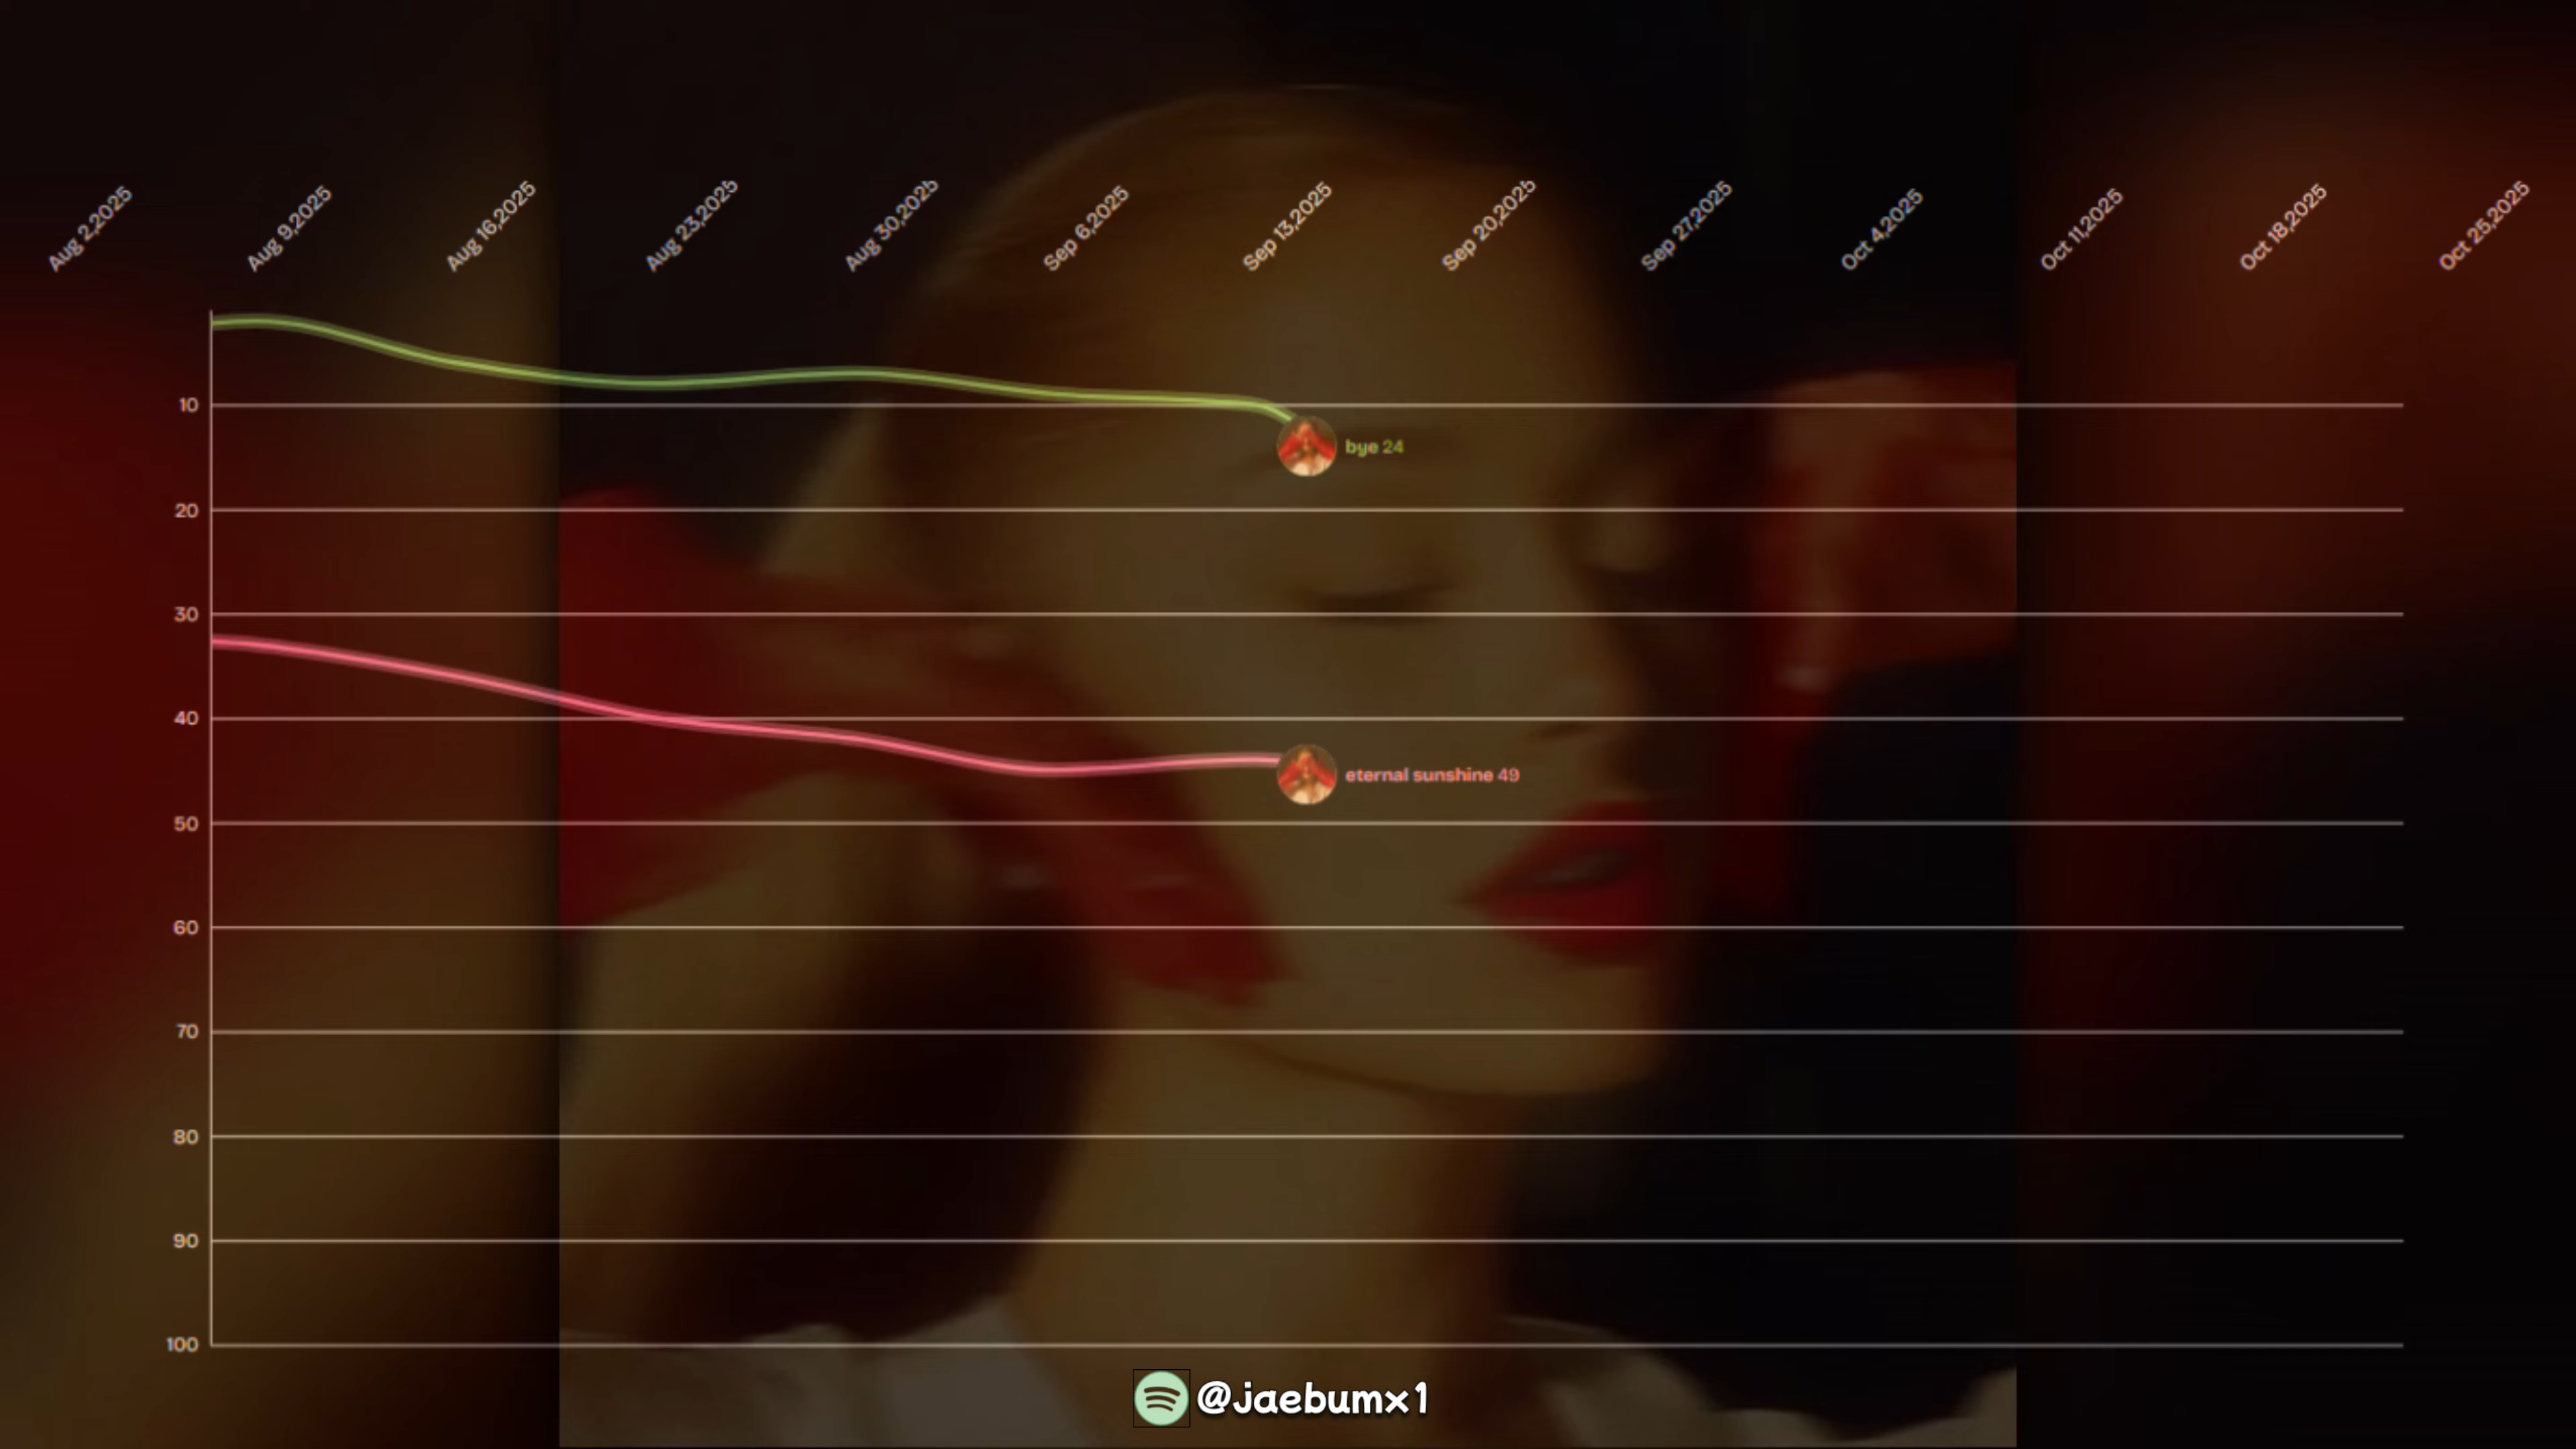 Aug 2,2025
Aug 9,2025
Aug 16,2025
Aug 23,2025
Aug 30,2025
Sep 6,2025
Sep 13,2025
Sep 20,2025
Sep 27,2025
Oct 4,2025
Oct 11,2025
Oct 18,2025
Oct 25,2025
10
bye 24
20
30
40
eternal sunshine 49
50
60
70
80
90
100
@jaebumx1